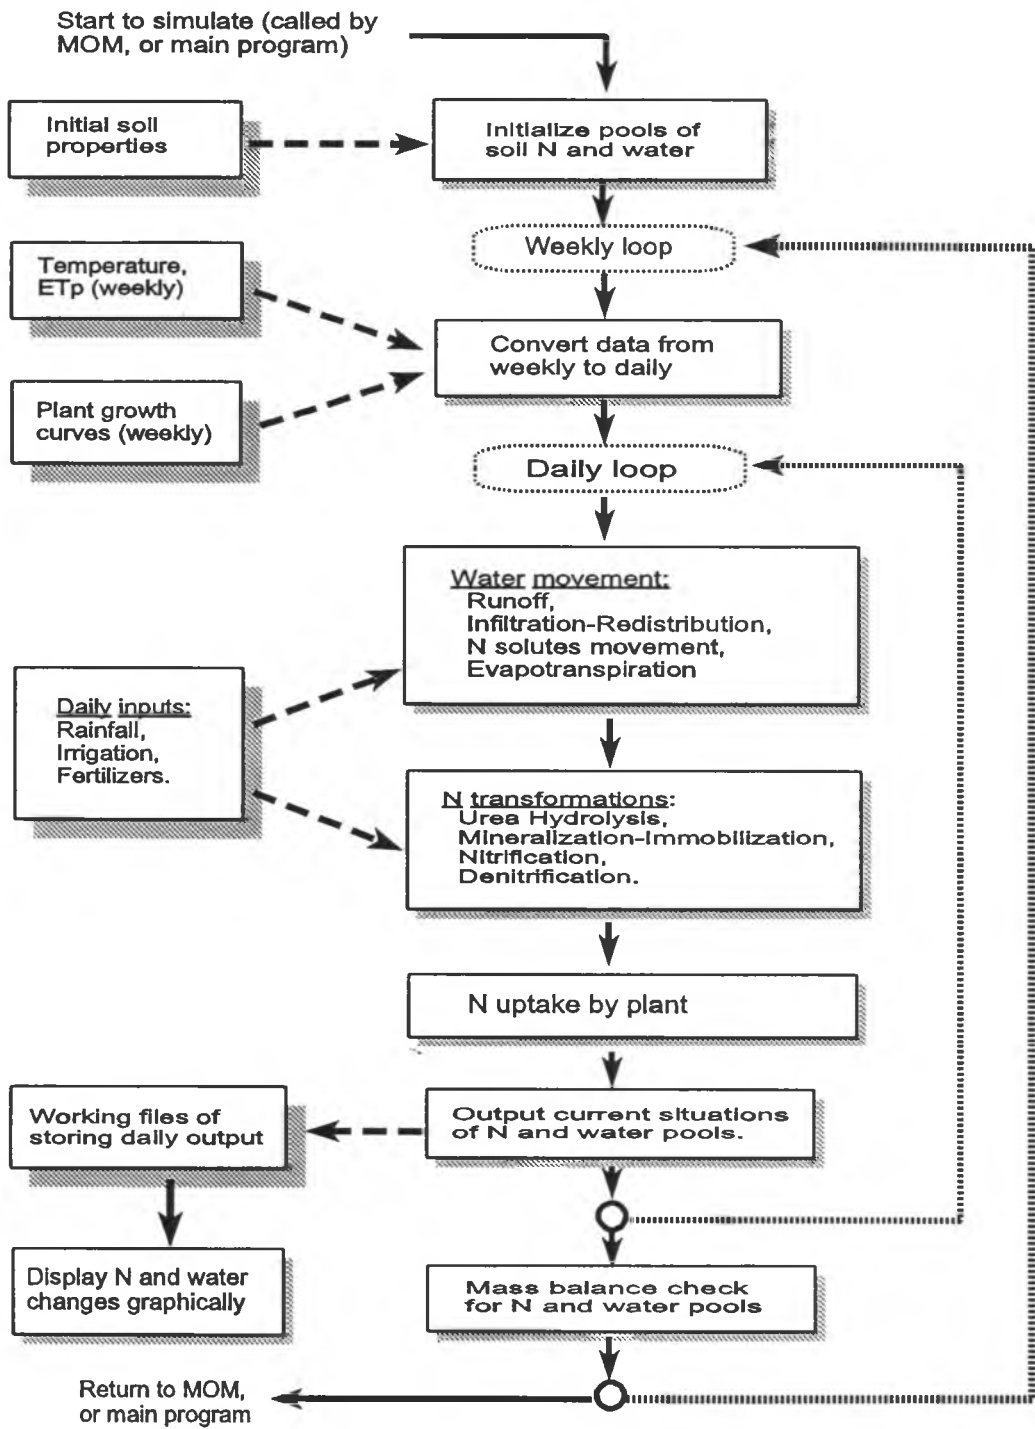 Start to simulate (called by
MOM, or main program)
Initial soil
properties
Initialize pools of
soil N and water
Weekly loop
Temperature,
ETp (weekly)
Convert data from
weekly to daily
Plant growth
curves (weekly)
Daily loop
Water movement:
Runoff,
Infiltration-Redistribution,
N solutes movement,
Evapotranspiration
Daily inputs:
Rainfall,
Irrigation,
Fertilizers.
N transformations:
Urea Hydrolysis,
Mineralization-Immobilization,
Nitrification,
Denitrification.
N uptake by plant
Working files of
storing daily output
Output current situations
of N and water pools.
Display N and water
changes graphically
Mass balance check
for N and water pools
Return to MOM,
or main program